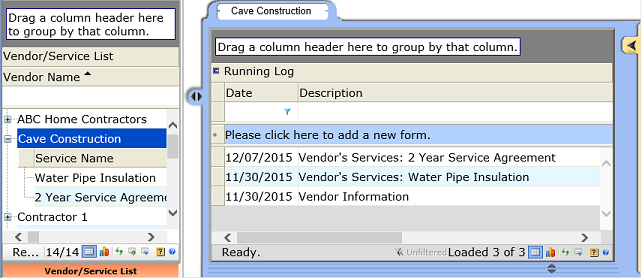 Drag a column header here
to group by that column.
Vendor/Service List
Vendor Name
ABC Home Contractors
Cave Construction
Service Name
Water Pipe Insulation
2 Year Service Agreeme
Contractor 1
Re... 14/14
Vendor/Service List
Cave Construction
Drag a column header here to group by that column.
Running Log
Date Description
Please click here to add a new form.
12/07/2015 Vendor's Services: 2 Year Service Agreement
11/30/2015 Vendor's Services: Water Pipe Insulation
11/30/2015 Vendor Information
Ready. Unfiltered Loaded 3 of 3